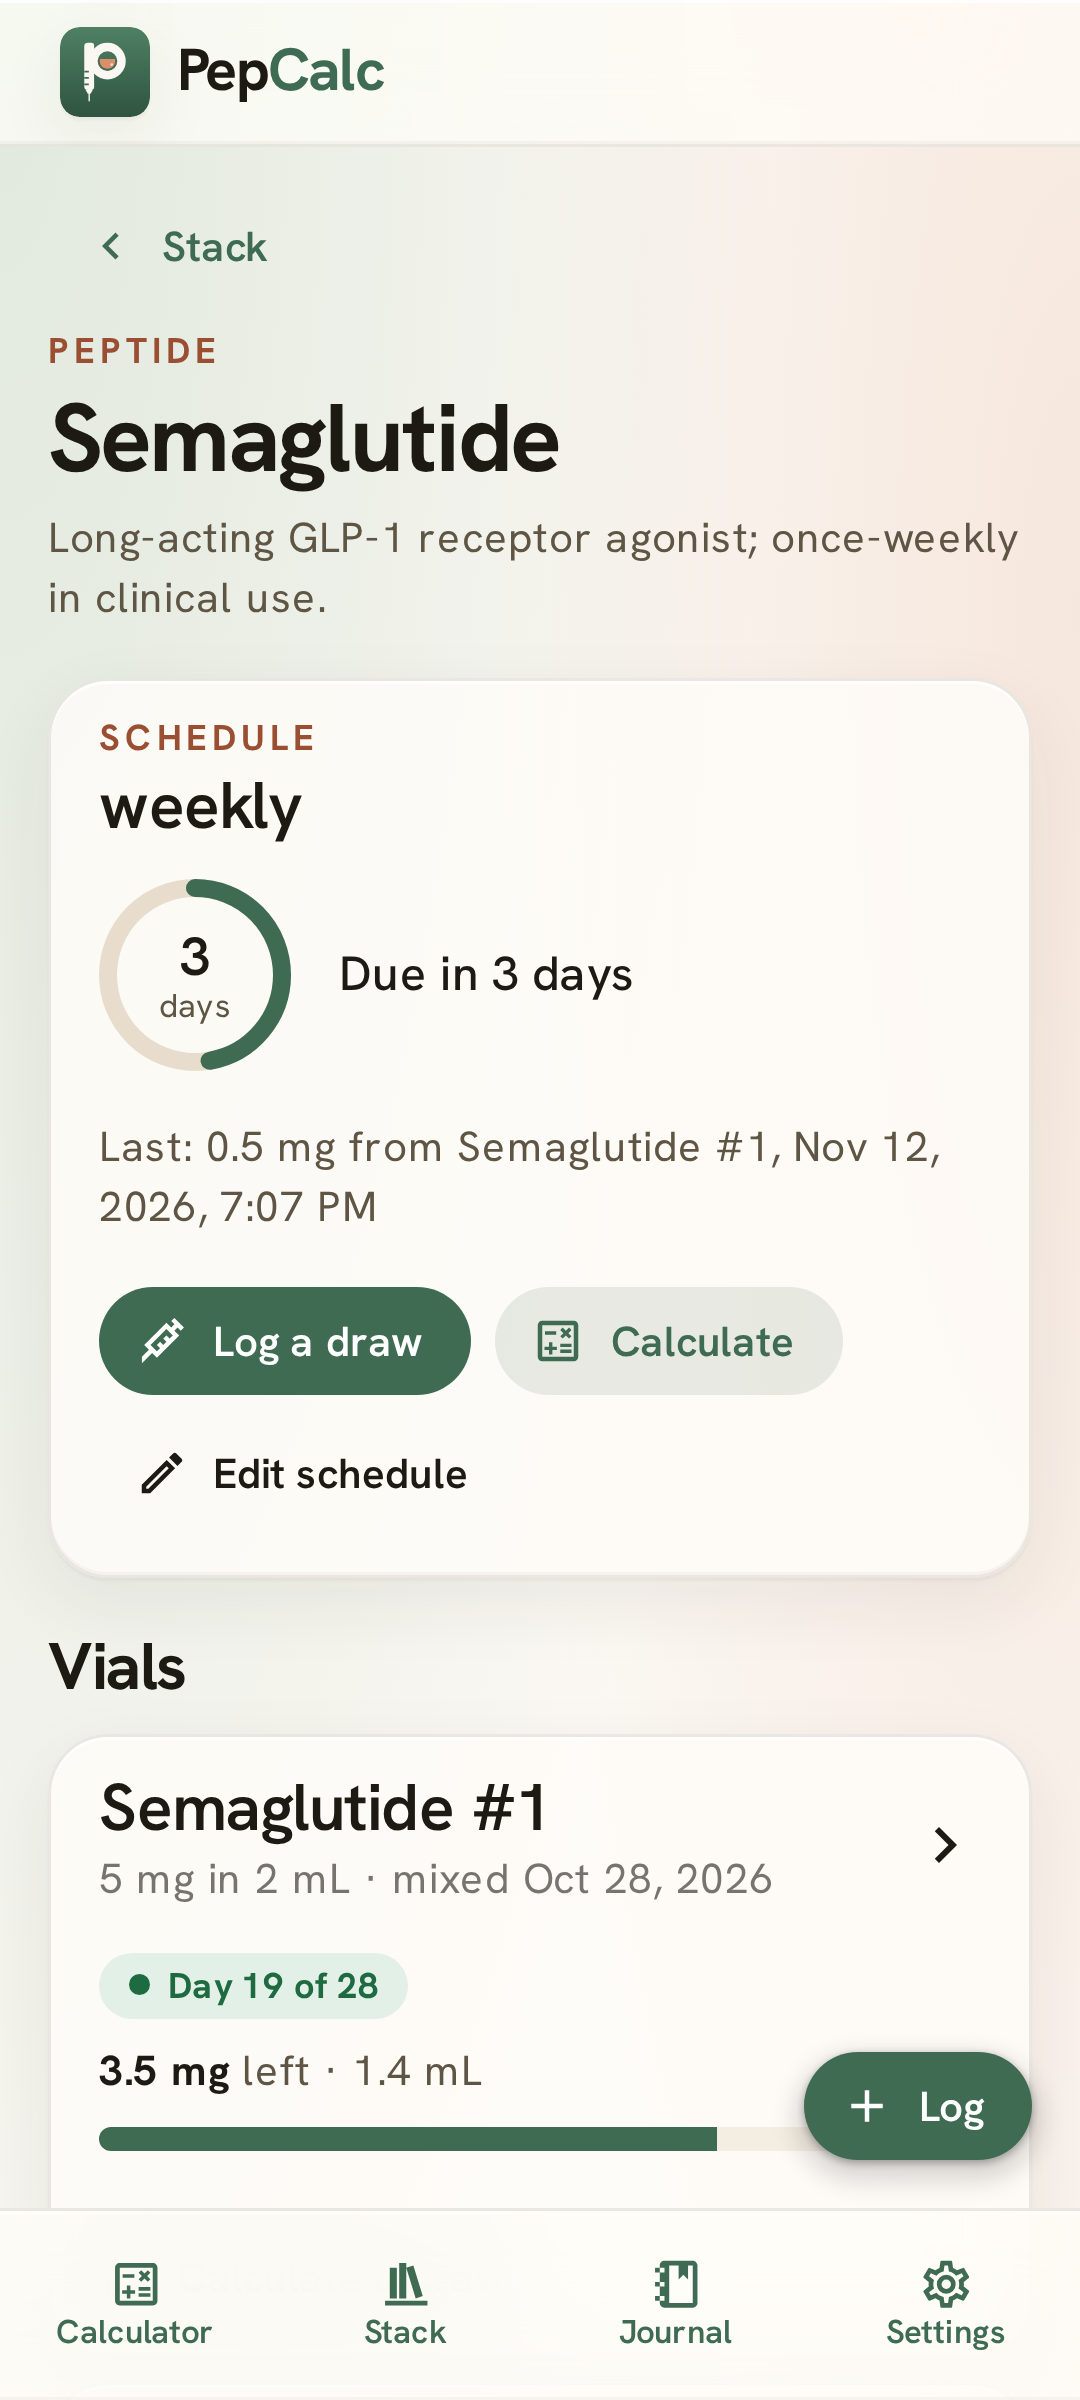 PepCalc
Stack
PEPTIDE
Semaglutide
Long-acting GLP-1 receptor agonist; once-weekly
in clinical use.
SCHEDULE
weekly
3
days
Due in 3 days
Last: 0.5 mg from Semaglutide #1, Nov 12,
2026, 7:07 PM
Log a draw
Calculate
Edit schedule
Vials
Semaglutide #1
5 mg in 2 mL · mixed Oct 28, 2026
Day 19 of 28
3.5 mg left · 1.4 mL
Log
Calculator
Stack
Journal
Settings